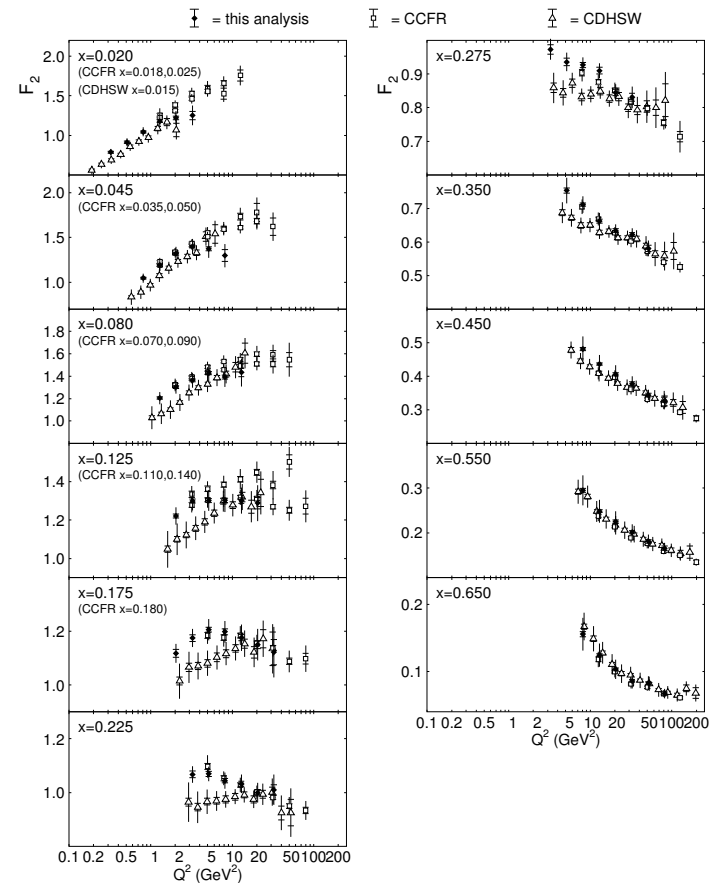 = this analysis = CCFR = CDHSW
F2
x=0.020
(CCFR x=0.018,0.025)
(CDHSW x=0.015)
2.0
1.5
1.0
x=0.045
(CCFR x=0.035,0.050)
2.0
1.5
1.0
x=0.080
(CCFR x=0.070,0.090)
1.8
1.6
1.4
1.2
1.0
x=0.125
(CCFR x=0.110,0.140)
1.4
1.2
1.0
x=0.175
(CCFR x=0.180)
1.2
1.0
x=0.225
1.2
1.0
0.1 0.2 0.5 1 2 5 10 20 50 100 200
Q² (GeV²)
F2
x=0.275
0.9
0.8
0.7
0.6
x=0.350
0.7
0.6
0.5
x=0.450
0.5
0.4
0.3
x=0.550
0.3
0.2
x=0.650
0.2
0.1
0.1 0.2 0.5 1 2 5 10 20 50 100 200
Q² (GeV²)